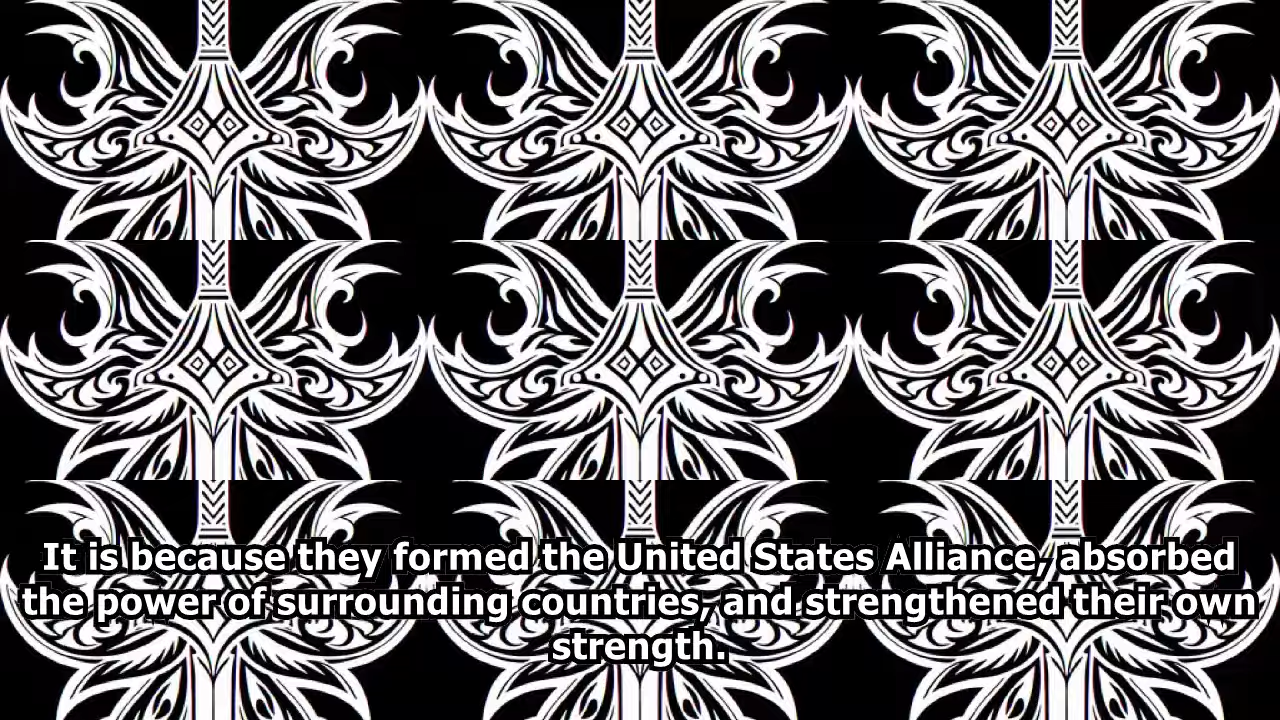 It is because they formed the United States Alliance, absorbed
the power of surrounding countries, and strengthened their own
strength.